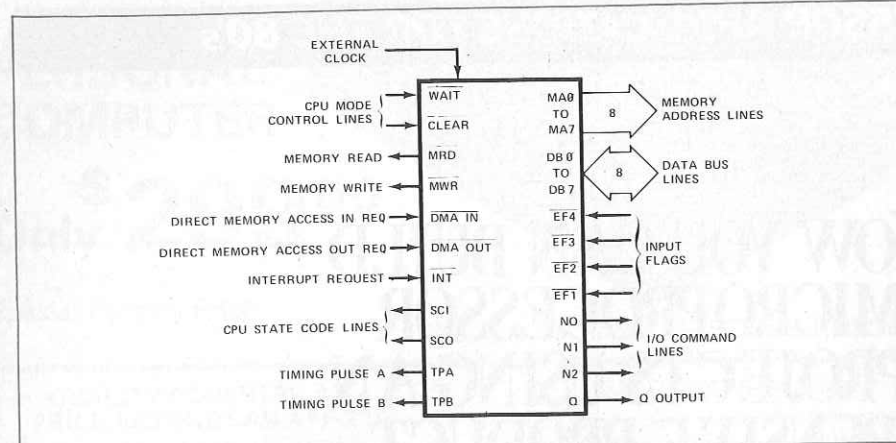 EXTERNAL
CLOCK
CPU MODE
CONTROL LINES
MEMORY READ
MEMORY WRITE
DIRECT MEMORY ACCESS IN REQ
DIRECT MEMORY ACCESS OUT REQ
INTERRUPT REQUEST
CPU STATE CODE LINES
TIMING PULSE A
TIMING PULSE B
WAIT
CLEAR
MRD
MWR
DMA IN
DMA OUT
INT
SCI
SCO
TPA
TPB
MA0
TO
MA7
DB0
TO
DB7
EF4
EF3
EF2
EF1
NO
N1
N2
Q
8
MEMORY
ADDRESS LINES
8
DATA BUS
LINES
INPUT
FLAGS
I/O COMMAND
LINES
Q OUTPUT